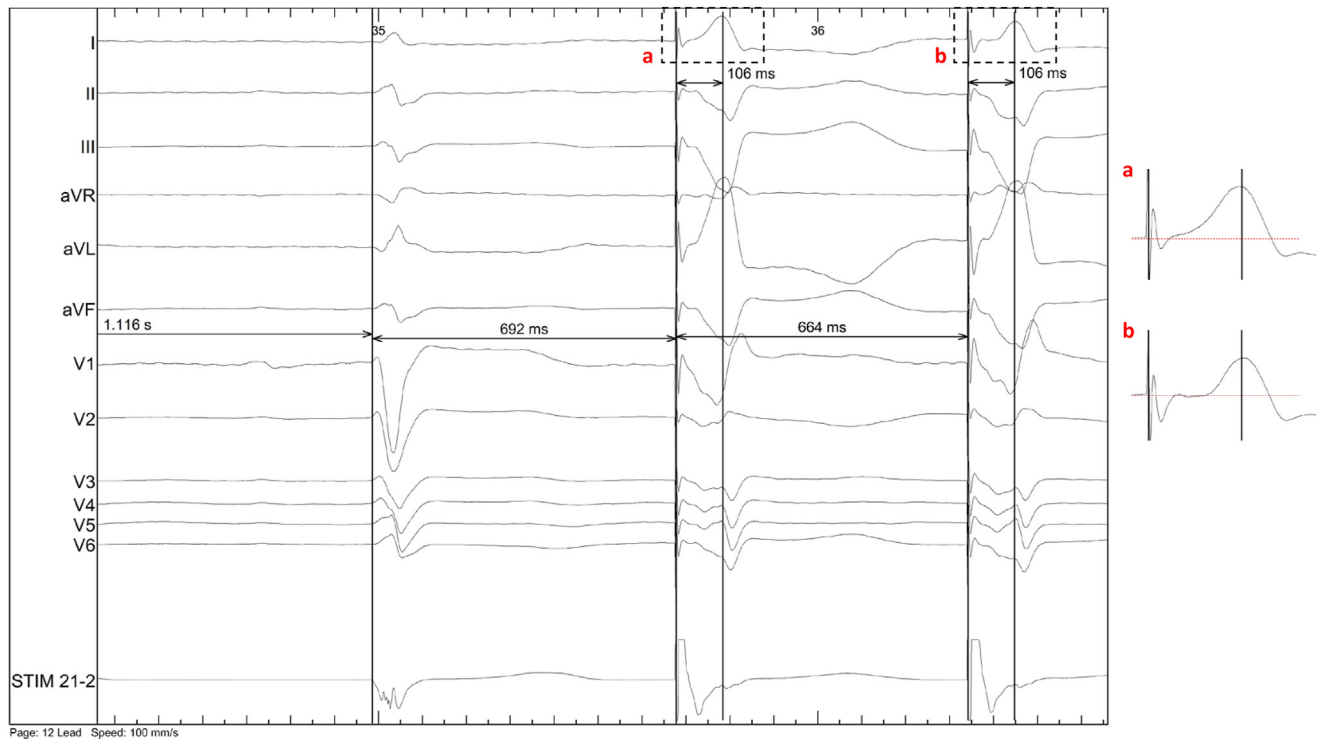 35
36
I
a
b
106 ms
106 ms
II
III
a
aVR
aVL
aVF
1.116 s
692 ms
664 ms
b
V1
V2
V3
V4
V5
V6
STIM 21-2
Page: 12 Lead Speed: 100 mm/s